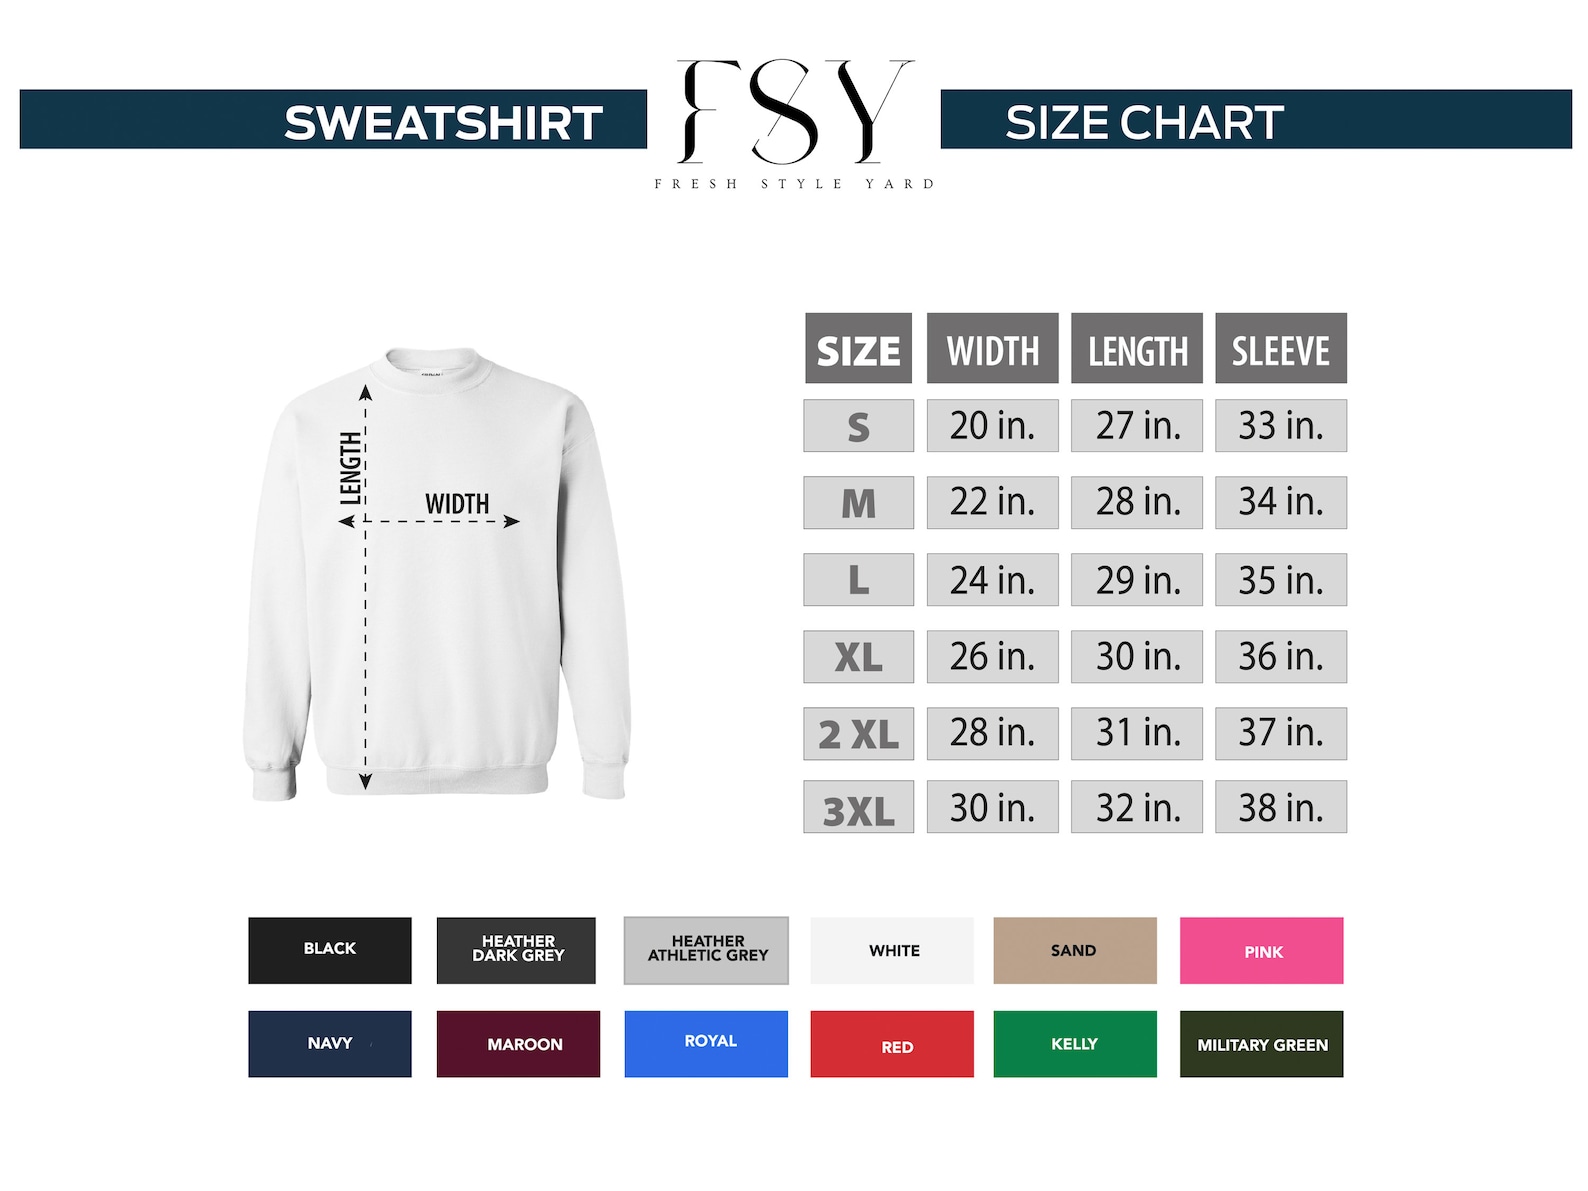 SWEATSHIRT
FSY
SIZE CHART
FRESH STYLE YARD
LENGTH
WIDTH
SIZE WIDTH LENGTH SLEEVE
S 20 in. 27 in. 33 in.
M 22 in. 28 in. 34 in.
L 24 in. 29 in. 35 in.
XL 26 in. 30 in. 36 in.
2 XL 28 in. 31 in. 37 in.
3XL 30 in. 32 in. 38 in.
BLACK
HEATHER
DARK GREY
HEATHER
ATHLETIC GREY
WHITE
SAND
PINK
NAVY
MAROON
ROYAL
RED
KELLY
MILITARY GREEN